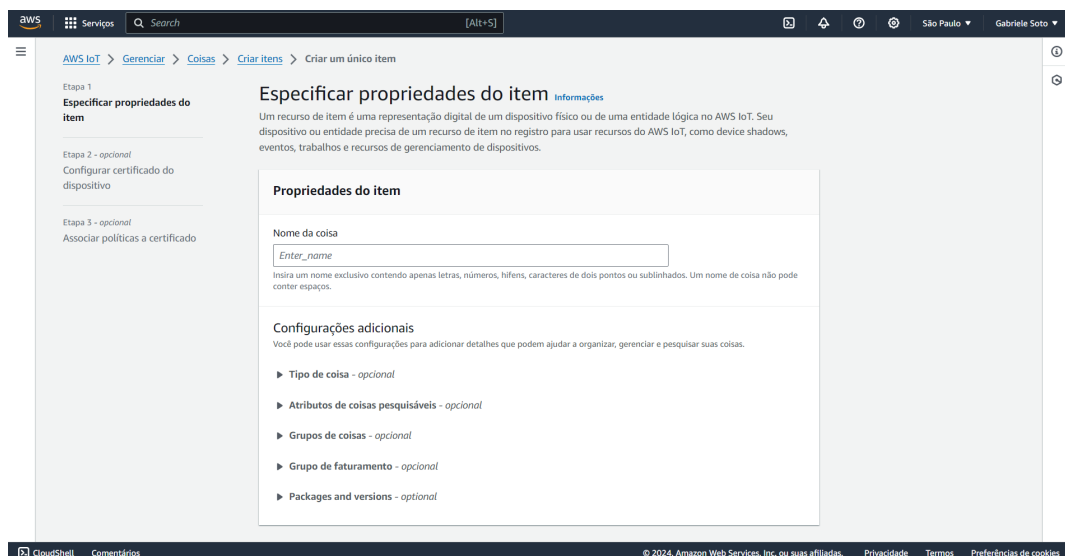 aws Serviços Search [Alt+S] São Paulo ▼ Gabriele Soto ▼
AWS IoT > Gerenciar > Coisas > Criar itens > Criar um único item
Etapa 1
Especificar propriedades do
item
Etapa 2 - opcional
Configurar certificado do
dispositivo
Etapa 3 - opcional
Associar políticas a certificado
Especificar propriedades do item Informações
Um recurso de item é uma representação digital de um dispositivo físico ou de uma entidade lógica no AWS IoT. Seu
dispositivo ou entidade precisa de um recurso de item no registro para usar recursos do AWS IoT, como device shadows,
eventos, trabalhos e recursos de gerenciamento de dispositivos.
Propriedades do item
Nome da coisa
Enter_name
Insira um nome exclusivo contendo apenas letras, números, hifens, caracteres de dois pontos ou sublinhados. Um nome de coisa não pode
conter espaços.
Configurações adicionais
Você pode usar essas configurações para adicionar detalhes que podem ajudar a organizar, gerenciar e pesquisar suas coisas.
▶ Tipo de coisa - opcional
▶ Atributos de coisas pesquisáveis - opcional
▶ Grupos de coisas - opcional
▶ Grupo de faturamento - opcional
▶ Packages and versions - optional
CloudShell Comentários © 2024, Amazon Web Services, Inc. ou suas afiliadas. Privacidade Termos Preferências de cookies